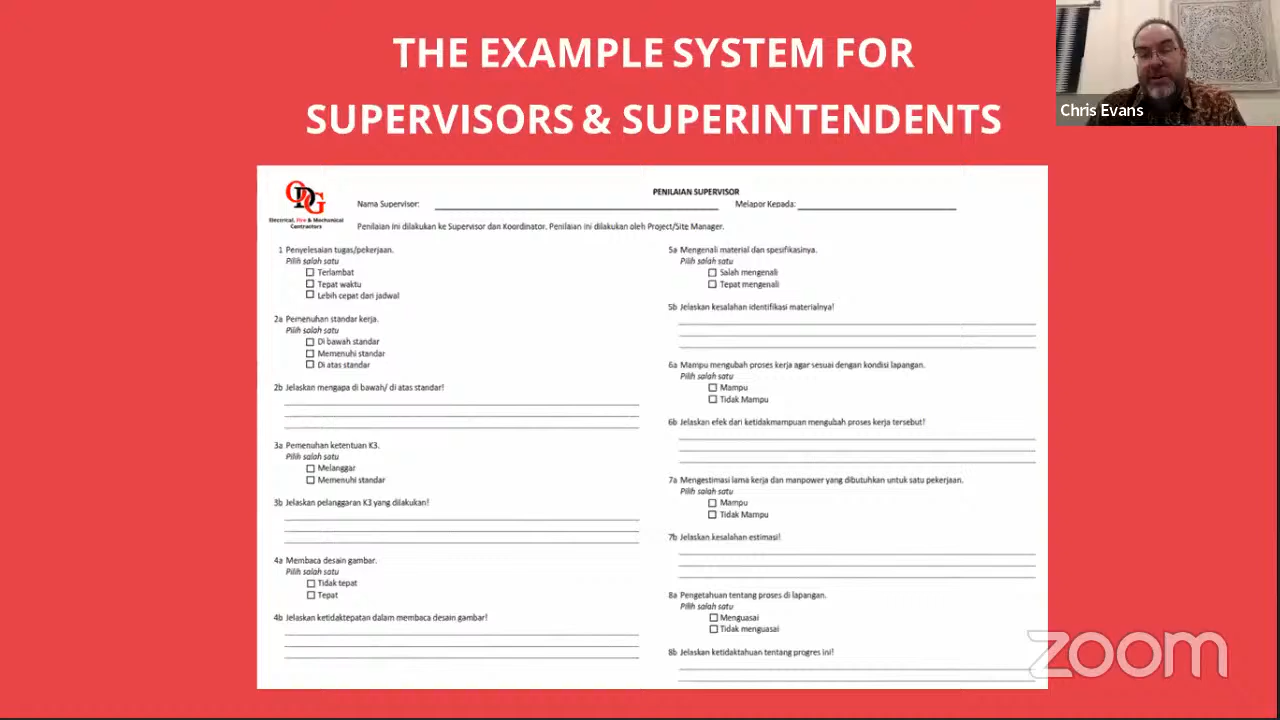 THE EXAMPLE SYSTEM FOR
SUPERVISORS & SUPERINTENDENTS
Chris Evans
ODG
Electrical, Fire & Mechanical
Contractors
PENILAIAN SUPERVISOR
Nama Supervisor:
Melapor Kepada:
Penilaian ini dilakukan ke Supervisor dan Koordinator. Penilaian ini dilakukan oleh Project/Site Manager.
1 Penyelesaian tugas/pekerjaan.
Pilih salah satu
Terlambat
Tepat waktu
Lebih cepat dari jadwal
2a Pemenuhan standar kerja.
Pilih salah satu
Di bawah standar
Memenuhi standar
Di atas standar
2b Jelaskan mengapa di bawah/ di atas standar!
3a Pemenuhan ketentuan K3.
Pilih salah satu
Melanggar
Memenuhi standar
3b Jelaskan pelanggaran K3 yang dilakukan!
4a Membaca desain gambar.
Pilih salah satu
Tidak tepat
Tepat
4b Jelaskan ketidaktepatan dalam membaca desain gambar!
5a Mengenali material dan spesifikasinya.
Pilih salah satu
Salah mengenali
Tepat mengenali
5b Jelaskan kesalahan identifikasi materialnya!
6a Mampu mengubah proses kerja agar sesuai dengan kondisi lapangan.
Pilih salah satu
Mampu
Tidak Mampu
6b Jelaskan efek dari ketidakmampuan mengubah proses kerja tersebut!
7a Mengestimasi lama kerja dan manpower yang dibutuhkan untuk satu pekerjaan.
Pilih salah satu
Mampu
Tidak Mampu
7b Jelaskan kesalahan estimasi!
8a Pengetahuan tentang proses di lapangan.
Pilih salah satu
Menguasai
Tidak menguasai
8b Jelaskan ketidaktahuan tentang progres ini!
zoom